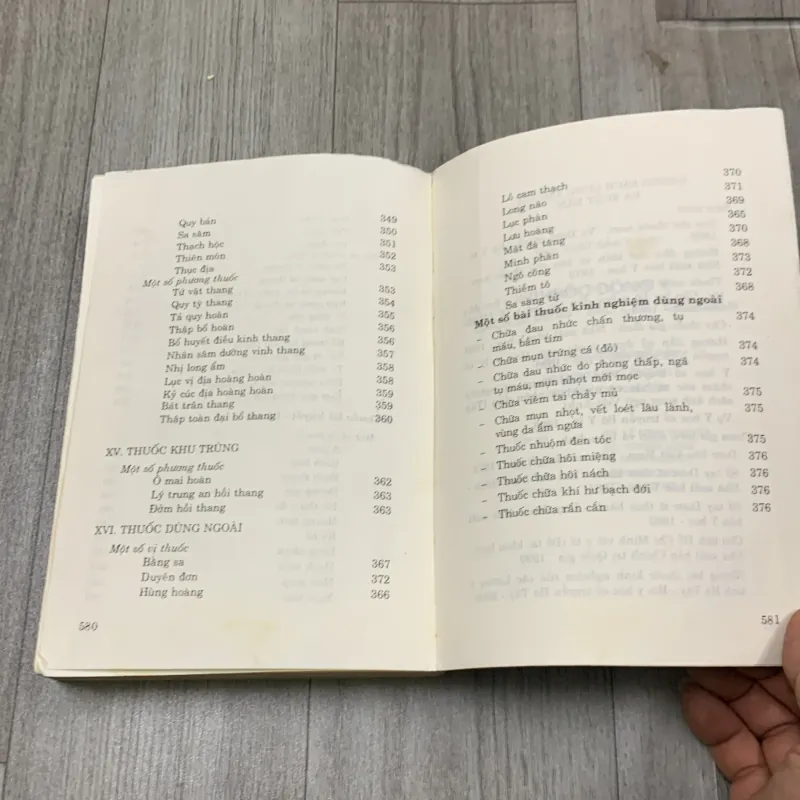 Quy bản 349
Sa sâm 350
Thạch hộc 351
Thiên môn 352
Thục địa 352
Một số phương thuốc
Tứ vật thang 353
Quy tỳ thang 354
Tả quy hoàn 355
Thập bổ hoàn 356
Bổ huyết điều kinh thang 356
Nhân sâm dưỡng vinh thang 357
Nhị long ẩm 358
Lục vị địa hoàng hoàn 358
Kỷ cúc địa hoàng hoàn 359
Bát trân thang 359
Thập toàn đại bổ thang 360
XV. THUỐC KHU TRÙNG
Một số phương thuốc
Ô mai hoàn 362
Lý trung an hồi thang 363
Đởm hồi thang 363
XVI. THUỐC DÙNG NGOÀI
Một số vị thuốc
Bằng sa 367
Duyên đơn 372
Hùng hoàng 366
580
Lô cam thạch 370
Long não 371
Lục phàn 369
Lưu hoàng 365
Mật đà tăng 370
Minh phàn 368
Ngô công 373
Thiềm tô 372
Sa sàng tử 368
Một số bài thuốc kinh nghiệm dùng ngoài
- Chữa đau nhức chấn thương, tụ 374
máu, bầm tím
- Chữa mụn trứng cá (đỏ) 374
- Chữa đau nhức do phong thấp, ngã 374
tụ máu, mụn nhọt mới mọc
- Chữa viêm tai chảy mủ 375
- Chữa mụn nhọt, vết loét lâu lành, 375
vùng da ẩm ngứa
- Thuốc nhuộm đen tóc 375
- Thuốc chữa hôi miệng 376
- Thuốc chữa hôi nách 376
- Thuốc chữa khí hư bạch đới 376
- Thuốc chữa rắn cắn 376
581